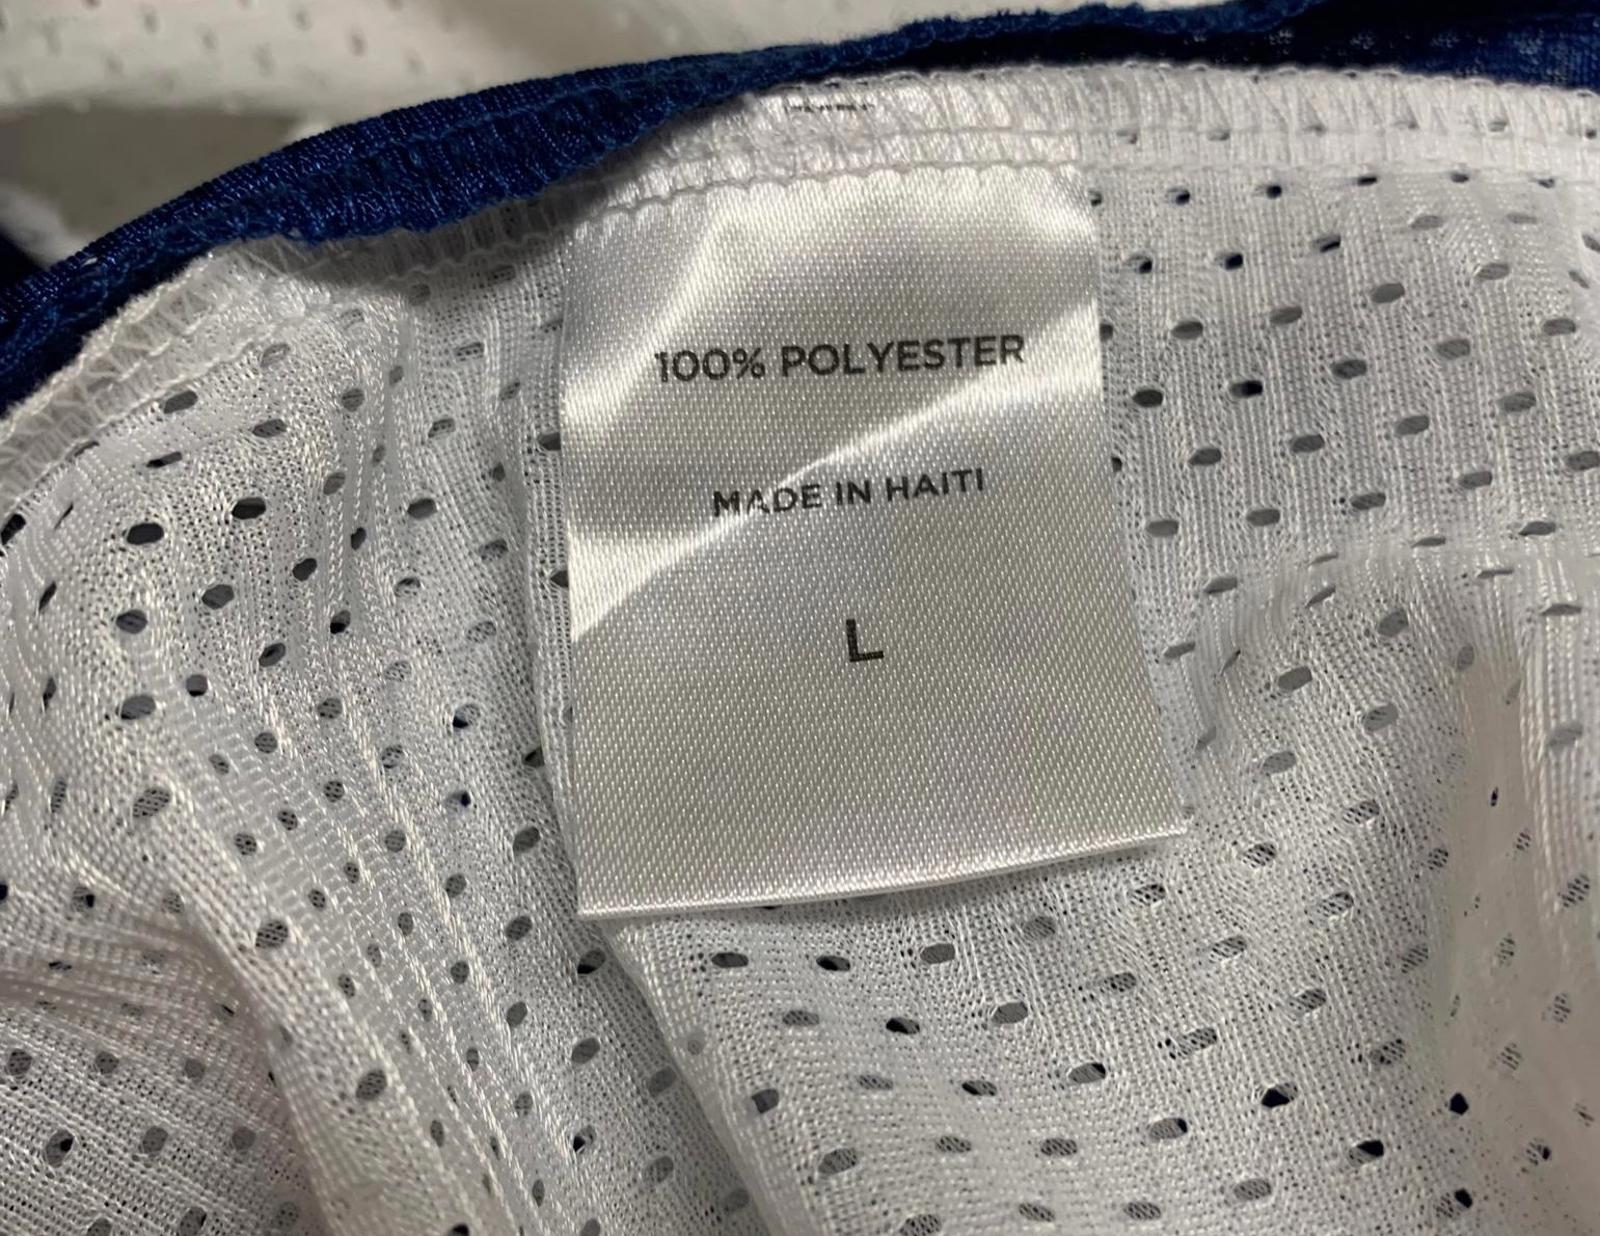 100% POLYESTER
MADE IN HAITI
L